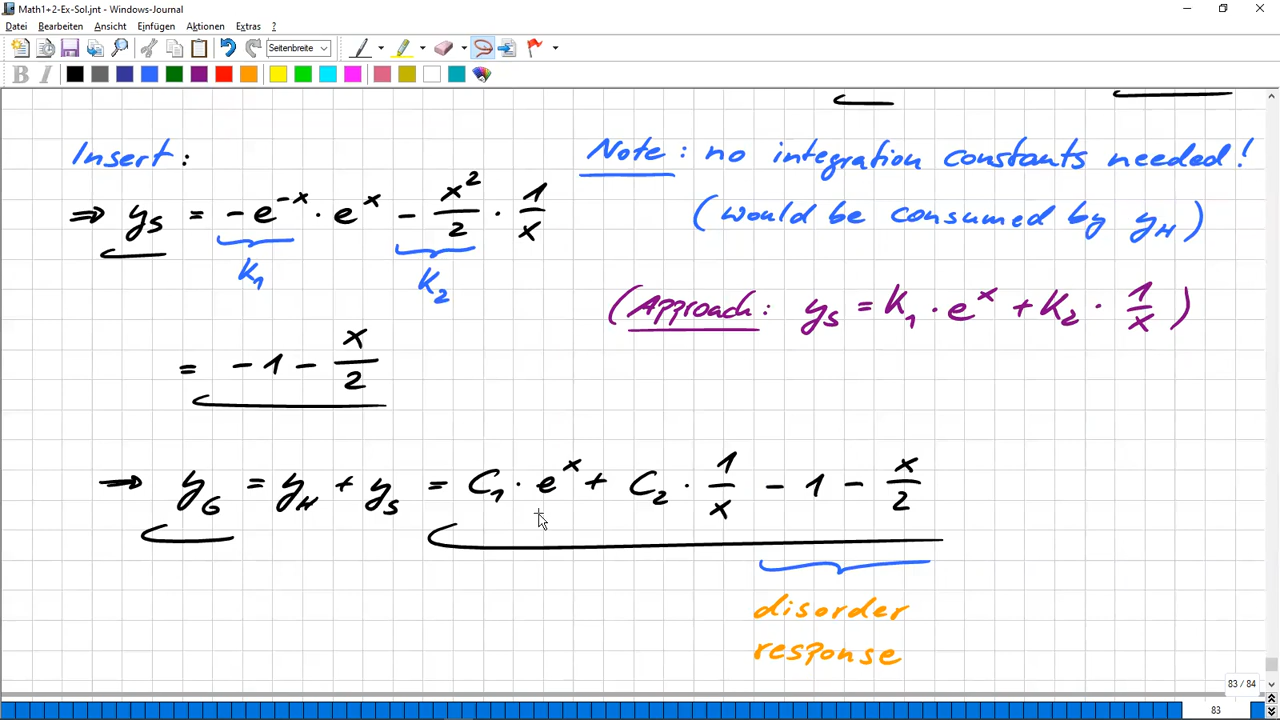 Math1+2-Ex-Sol.jnt - Windows-Journal
Datei Bearbeiten Ansicht Einfügen Aktionen Extras ?
Seitenbreite
B I
Insert: Note: no integration constants needed!
⇒ yS = -e^-x · e^x - x²/2 · 1/x (would be consumed by yH)
K1 K2
(Approach: yS = K1 · e^x + K2 · 1/x)
= -1 - x/2
→ yG = yH + yS = C1 · e^x + C2 · 1/x - 1 - x/2
disorder
response
83 / 84
83